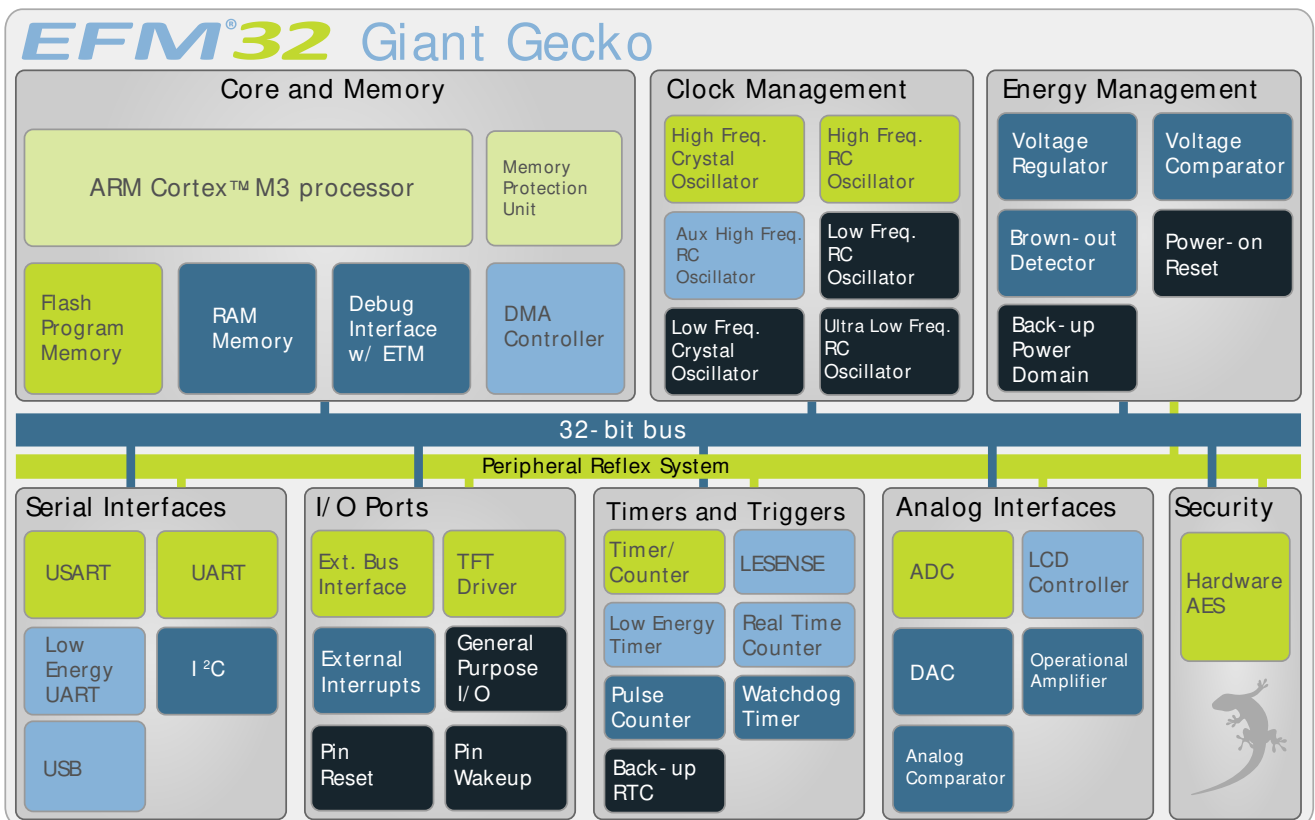 EFM®32 Giant Gecko
Core and Memory
ARM Cortex™ M3 processor
Memory
Protection
Unit
Flash
Program
Memory
RAM
Memory
Debug
Interface
w/ ETM
DMA
Controller
Clock Management
High Freq.
Crystal
Oscillator
High Freq.
RC
Oscillator
Aux High Freq.
RC
Oscillator
Low Freq.
RC
Oscillator
Low Freq.
Crystal
Oscillator
Ultra Low Freq.
RC
Oscillator
Energy Management
Voltage
Regulator
Voltage
Comparator
Brown-out
Detector
Power-on
Reset
Back-up
Power
Domain
32-bit bus
Peripheral Reflex System
Serial Interfaces
USART
UART
Low
Energy
UART
I²C
USB
I/O Ports
Ext. Bus
Interface
TFT
Driver
External
Interrupts
General
Purpose
I/O
Pin
Reset
Pin
Wakeup
Timers and Triggers
Timer/
Counter
LESENSE
Low Energy
Timer
Real Time
Counter
Pulse
Counter
Watchdog
Timer
Back-up
RTC
Analog Interfaces
ADC
LCD
Controller
DAC
Operational
Amplifier
Analog
Comparator
Security
Hardware
AES